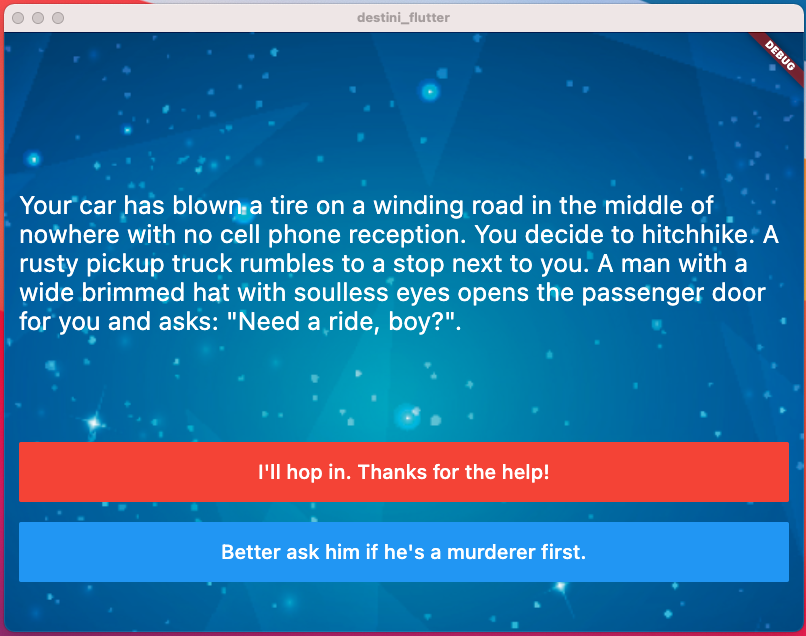 destini_flutter
DEBUG
Your car has blown a tire on a winding road in the middle of
nowhere with no cell phone reception. You decide to hitchhike. A
rusty pickup truck rumbles to a stop next to you. A man with a
wide brimmed hat with soulless eyes opens the passenger door
for you and asks: "Need a ride, boy?".
I'll hop in. Thanks for the help!
Better ask him if he's a murderer first.